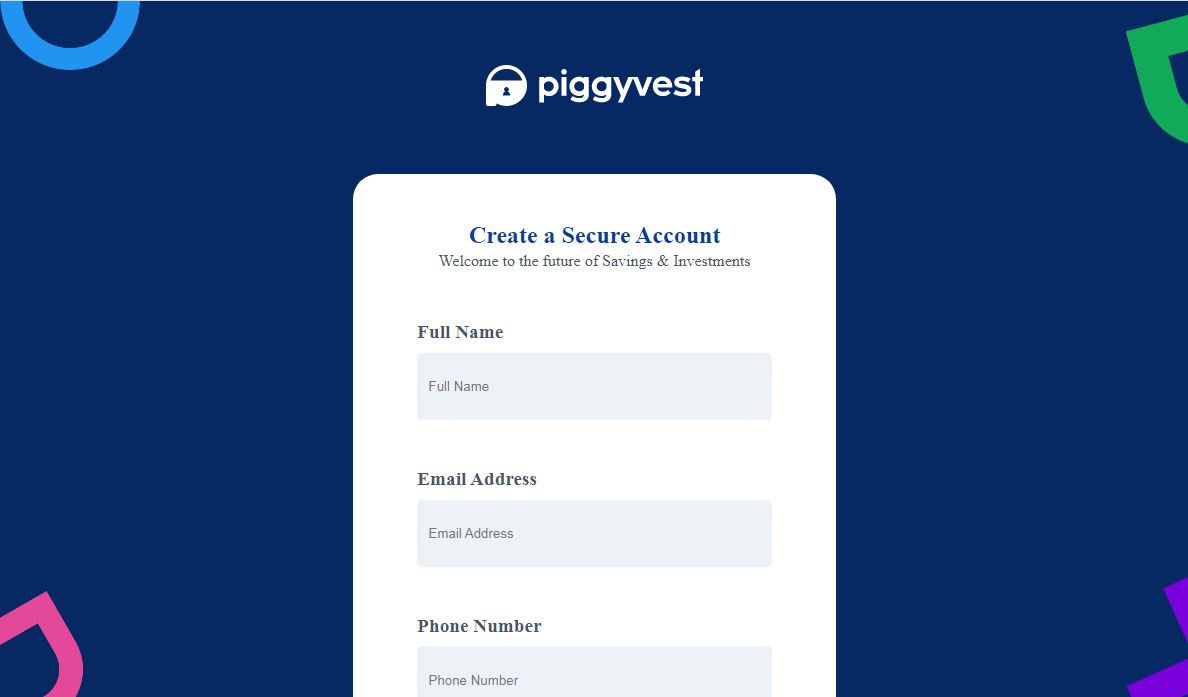 piggyvest
Create a Secure Account
Welcome to the future of Savings & Investments
Full Name
Full Name
Email Address
Email Address
Phone Number
Phone Number